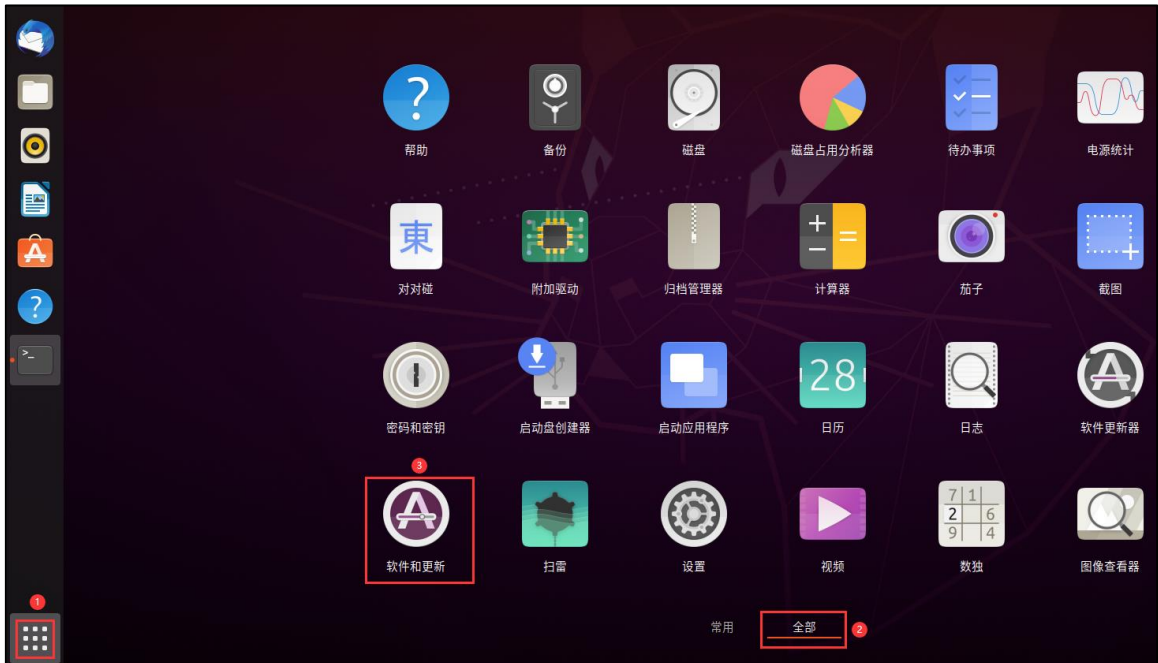 帮助
备份
磁盘
磁盘占用分析器
待办事项
电源统计
東
对对碰
附加驱动
归档管理器
计算器
茄子
截图
>_
28
密码和密钥
启动盘创建器
启动应用程序
日历
日志
软件更新器
3
7 1
2 6
9 4
软件和更新
扫雷
设置
视频
数独
图像查看器
1
常用
全部
2